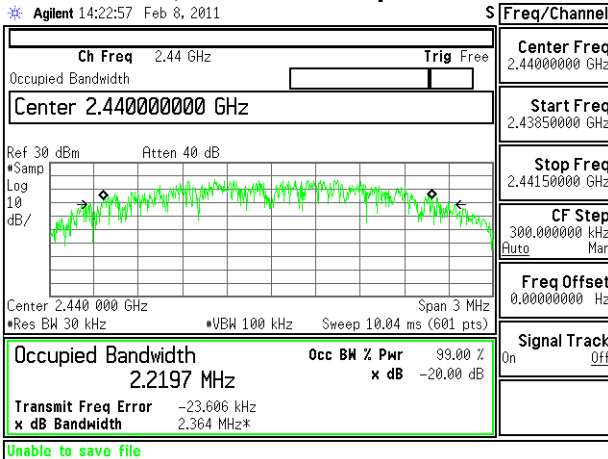 Agilent 14:22:57 Feb 8, 2011 S Freq/Channel
Ch Freq 2.44 GHz Trig Free
Occupied Bandwidth
Center 2.440000000 GHz
Center Freq
2.44000000 GHz
Start Freq
2.43850000 GHz
Stop Freq
2.44150000 GHz
CF Step
300.000000 kHz
Auto Man
Freq Offset
0.00000000 Hz
Signal Track
On Off
Ref 30 dBm Atten 40 dB
#Samp
Log
10
dB/
Center 2.440 000 GHz Span 3 MHz
#Res BW 30 kHz #VBW 100 kHz Sweep 10.04 ms (601 pts)
Occupied Bandwidth Occ BW % Pwr 99.00 %
2.2197 MHz x dB -20.00 dB
Transmit Freq Error -23.606 kHz
x dB Bandwidth 2.364 MHz*
Unable to save file